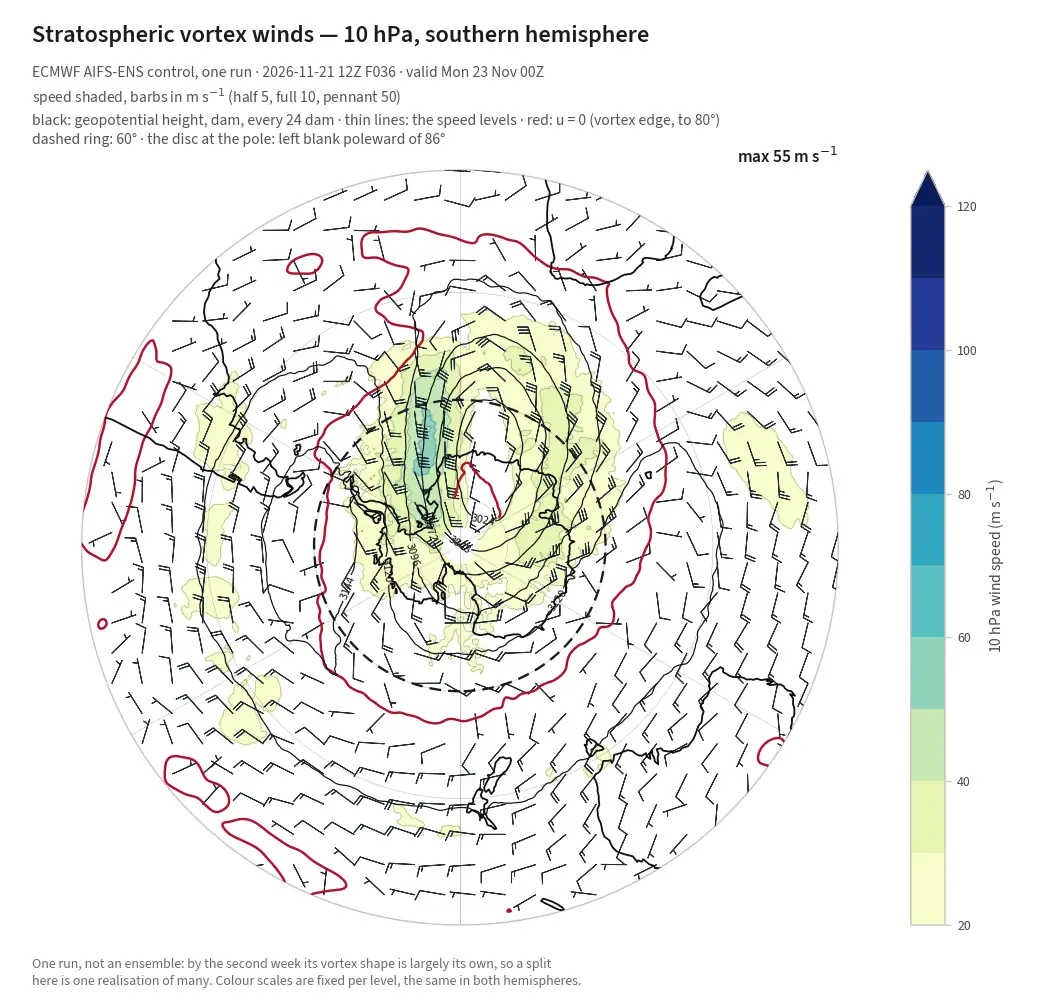 Stratospheric vortex winds — 10 hPa, southern hemisphere
ECMWF AIFS-ENS control, one run · 2026-11-21 12Z F036 · valid Mon 23 Nov 00Z
speed shaded, barbs in m s⁻¹ (half 5, full 10, pennant 50)
black: geopotential height, dam, every 24 dam · thin lines: the speed levels · red: u = 0 (vortex edge, to 80°)
dashed ring: 60° · the disc at the pole: left blank poleward of 86°
max 55 m s⁻¹
120
100
80
60
40
20
10 hPa wind speed (m s⁻¹)
3096
3144
One run, not an ensemble: by the second week its vortex shape is largely its own, so a split
here is one realisation of many. Colour scales are fixed per level, the same in both hemispheres.